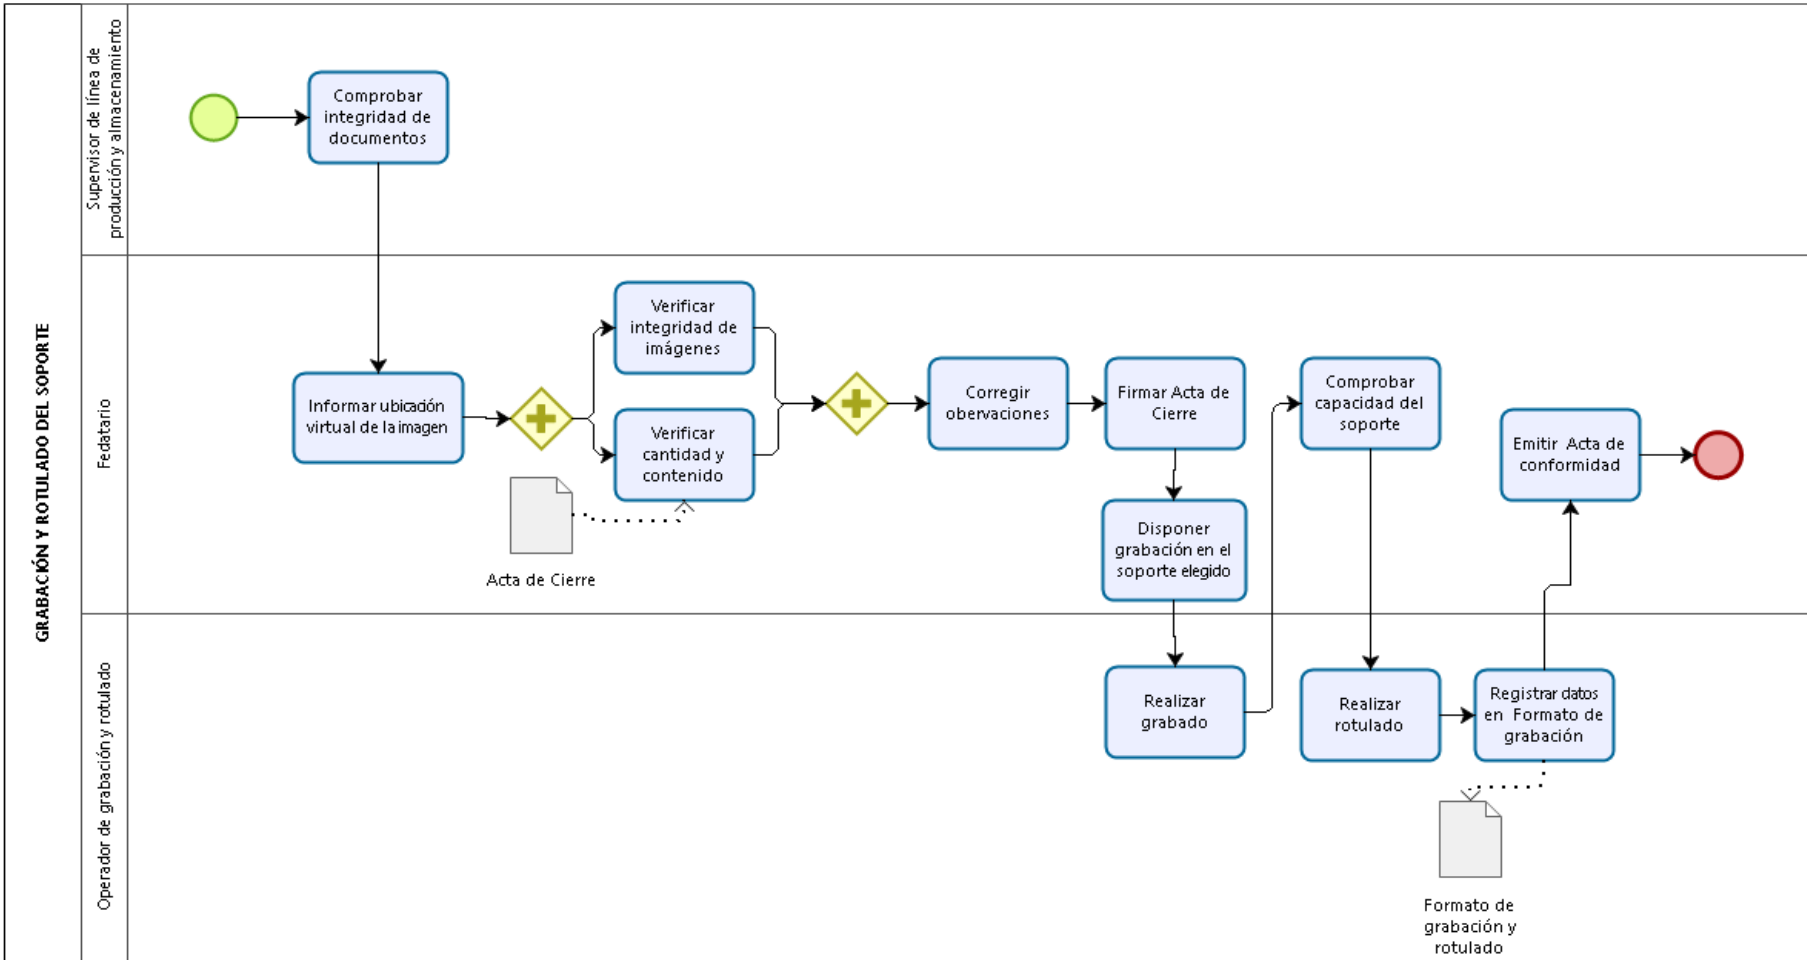 GRABACIÓN Y ROTULADO DEL SOPORTE
Supervisor de línea de
producción y almacenamiento
Comprobar
integridad de
documentos
Fedatario
Informar ubicación
virtual de la imagen
Verificar
integridad de
imágenes
Verificar
cantidad y
contenido
Acta de Cierre
Corregir
obervaciones
Firmar Acta de
Cierre
Disponer
grabación en el
soporte elegido
Comprobar
capacidad del
soporte
Emitir Acta de
conformidad
Operador de grabación y rotulado
Realizar
grabado
Realizar
rotulado
Registrar datos
en Formato de
grabación
Formato de
grabación y
rotulado